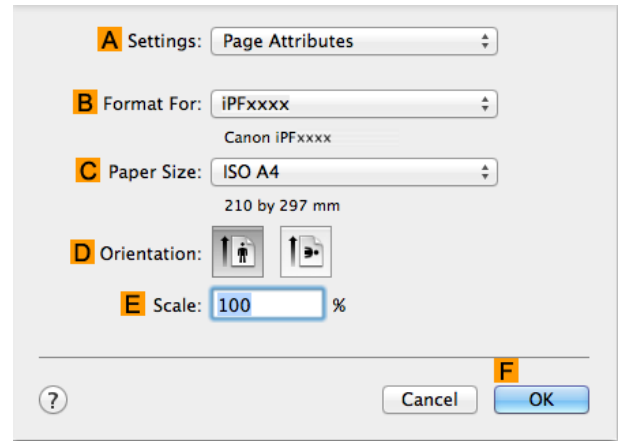 A Settings: Page Attributes
B Format For: iPFxxxx
Canon iPFxxxx
C Paper Size: ISO A4
210 by 297 mm
D Orientation:
E Scale: 100 %
F
? Cancel OK